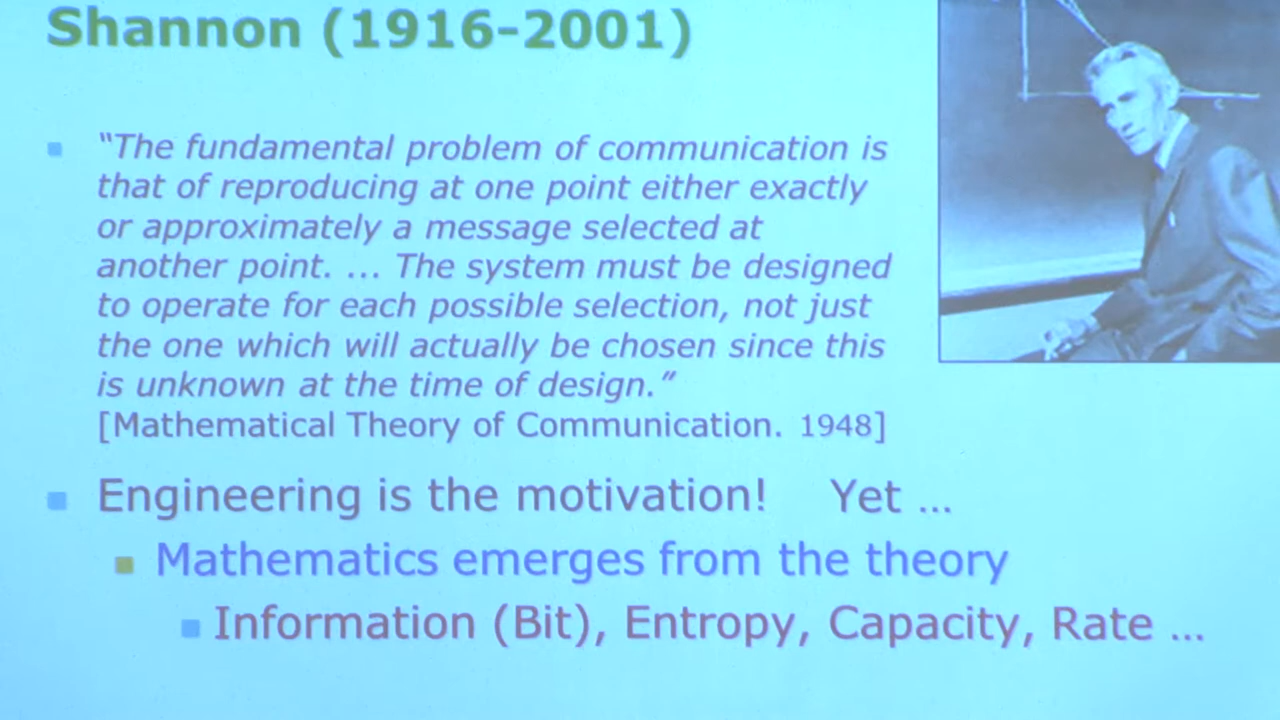 Shannon (1916-2001)
“The fundamental problem of communication is
that of reproducing at one point either exactly
or approximately a message selected at
another point. ... The system must be designed
to operate for each possible selection, not just
the one which will actually be chosen since this
is unknown at the time of design.”
[Mathematical Theory of Communication. 1948]
Engineering is the motivation! Yet ...
Mathematics emerges from the theory
Information (Bit), Entropy, Capacity, Rate ...